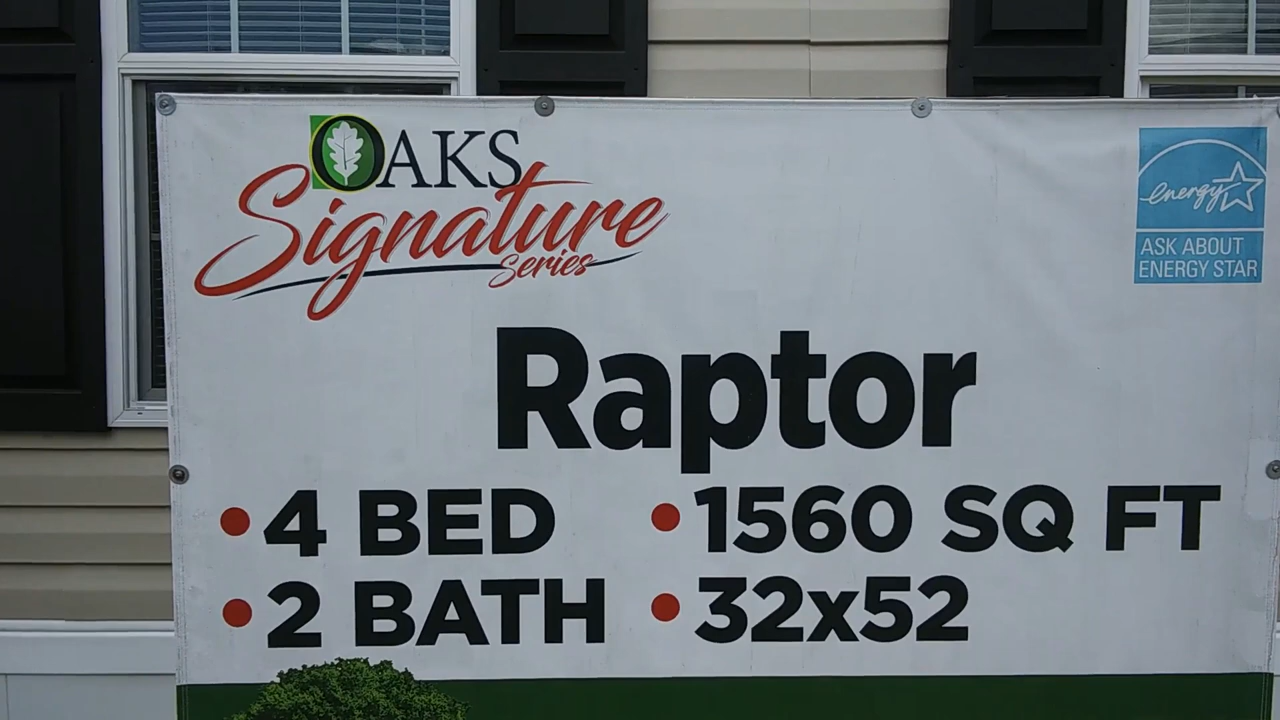 OAKS
Signature
Series
energy
ASK ABOUT
ENERGY STAR
Raptor
• 4 BED
• 1560 SQ FT
• 2 BATH
• 32x52